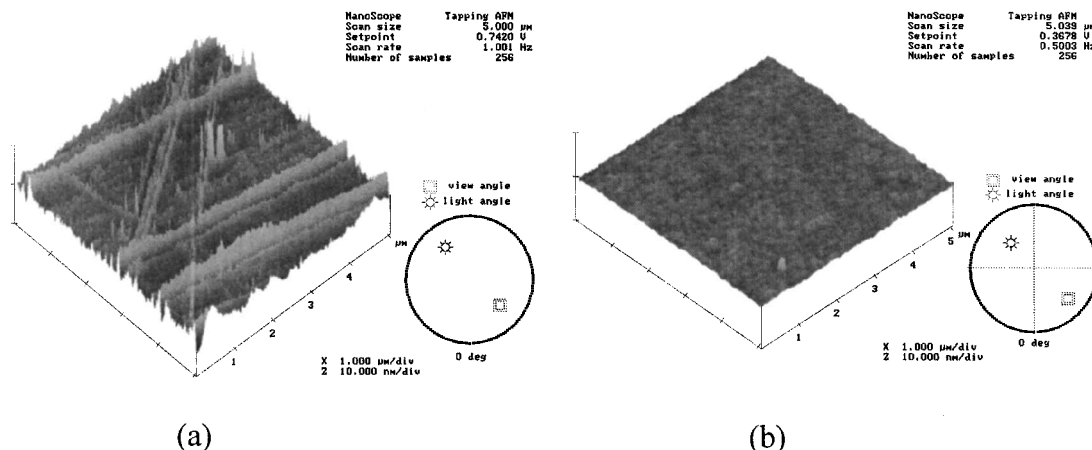 NanoScope Tapping AFM
Scan size 5.000 µm
Setpoint 0.7420 V
Scan rate 1.001 Hz
Number of samples 256
view angle
light angle
µm
4
3
2
1
0 deg
X 1.000 µm/div
Z 10.000 nm/div
(a)
NanoScope Tapping AFM
Scan size 5.039 µm
Setpoint 0.3678 V
Scan rate 0.5003 Hz
Number of samples 256
view angle
light angle
µm
5
4
3
2
1
0 deg
X 1.000 µm/div
Z 10.000 nm/div
(b)